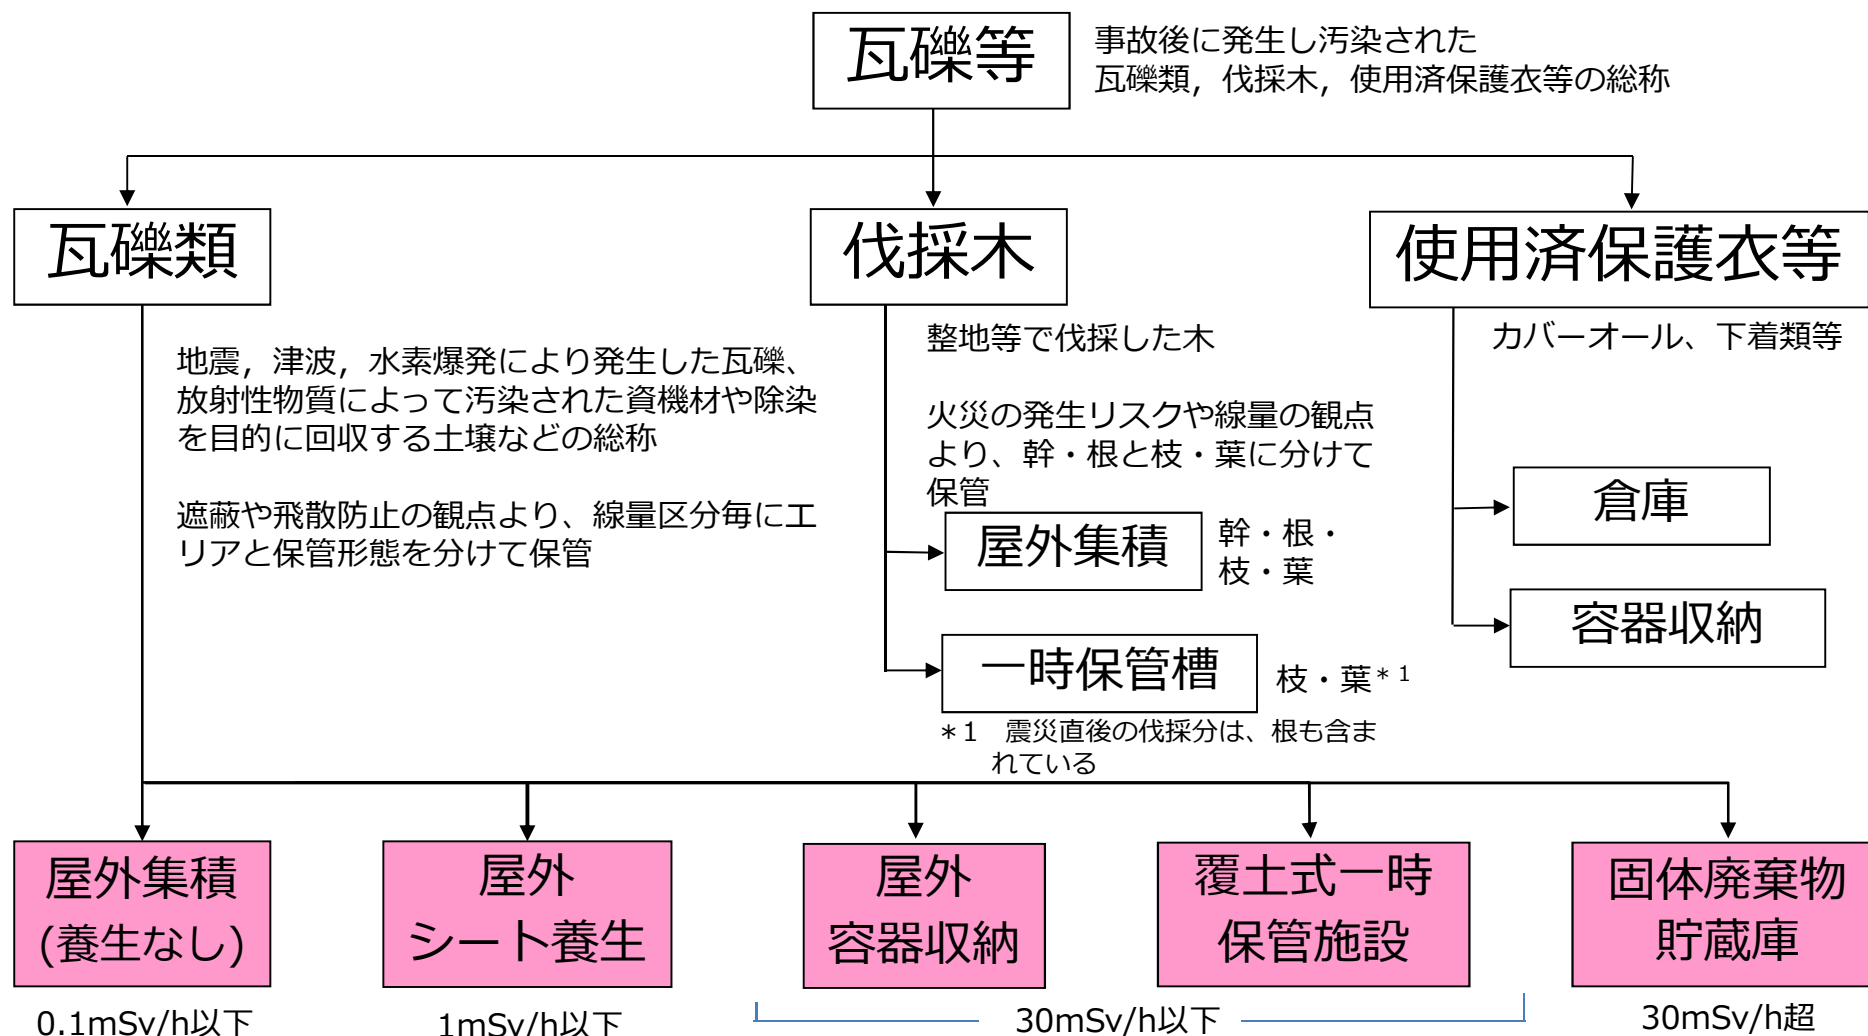 瓦礫等
事故後に発生し汚染された
瓦礫類，伐採木，使用済保護衣等の総称
瓦礫類
伐採木
使用済保護衣等
地震，津波，水素爆発により発生した瓦礫、
放射性物質によって汚染された資機材や除染
を目的に回収する土壌などの総称
遮蔽や飛散防止の観点より、線量区分毎にエ
リアと保管形態を分けて保管
整地等で伐採した木
火災の発生リスクや線量の観点
より、幹・根と枝・葉に分けて
保管
屋外集積
幹・根・
枝・葉
一時保管槽
枝・葉＊1
＊1　震災直後の伐採分は、根も含ま
れている
カバーオール、下着類等
倉庫
容器収納
屋外集積
(養生なし)
0.1mSv/h以下
屋外
シート養生
1mSv/h以下
屋外
容器収納
覆土式一時
保管施設
30mSv/h以下
固体廃棄物
貯蔵庫
30mSv/h超